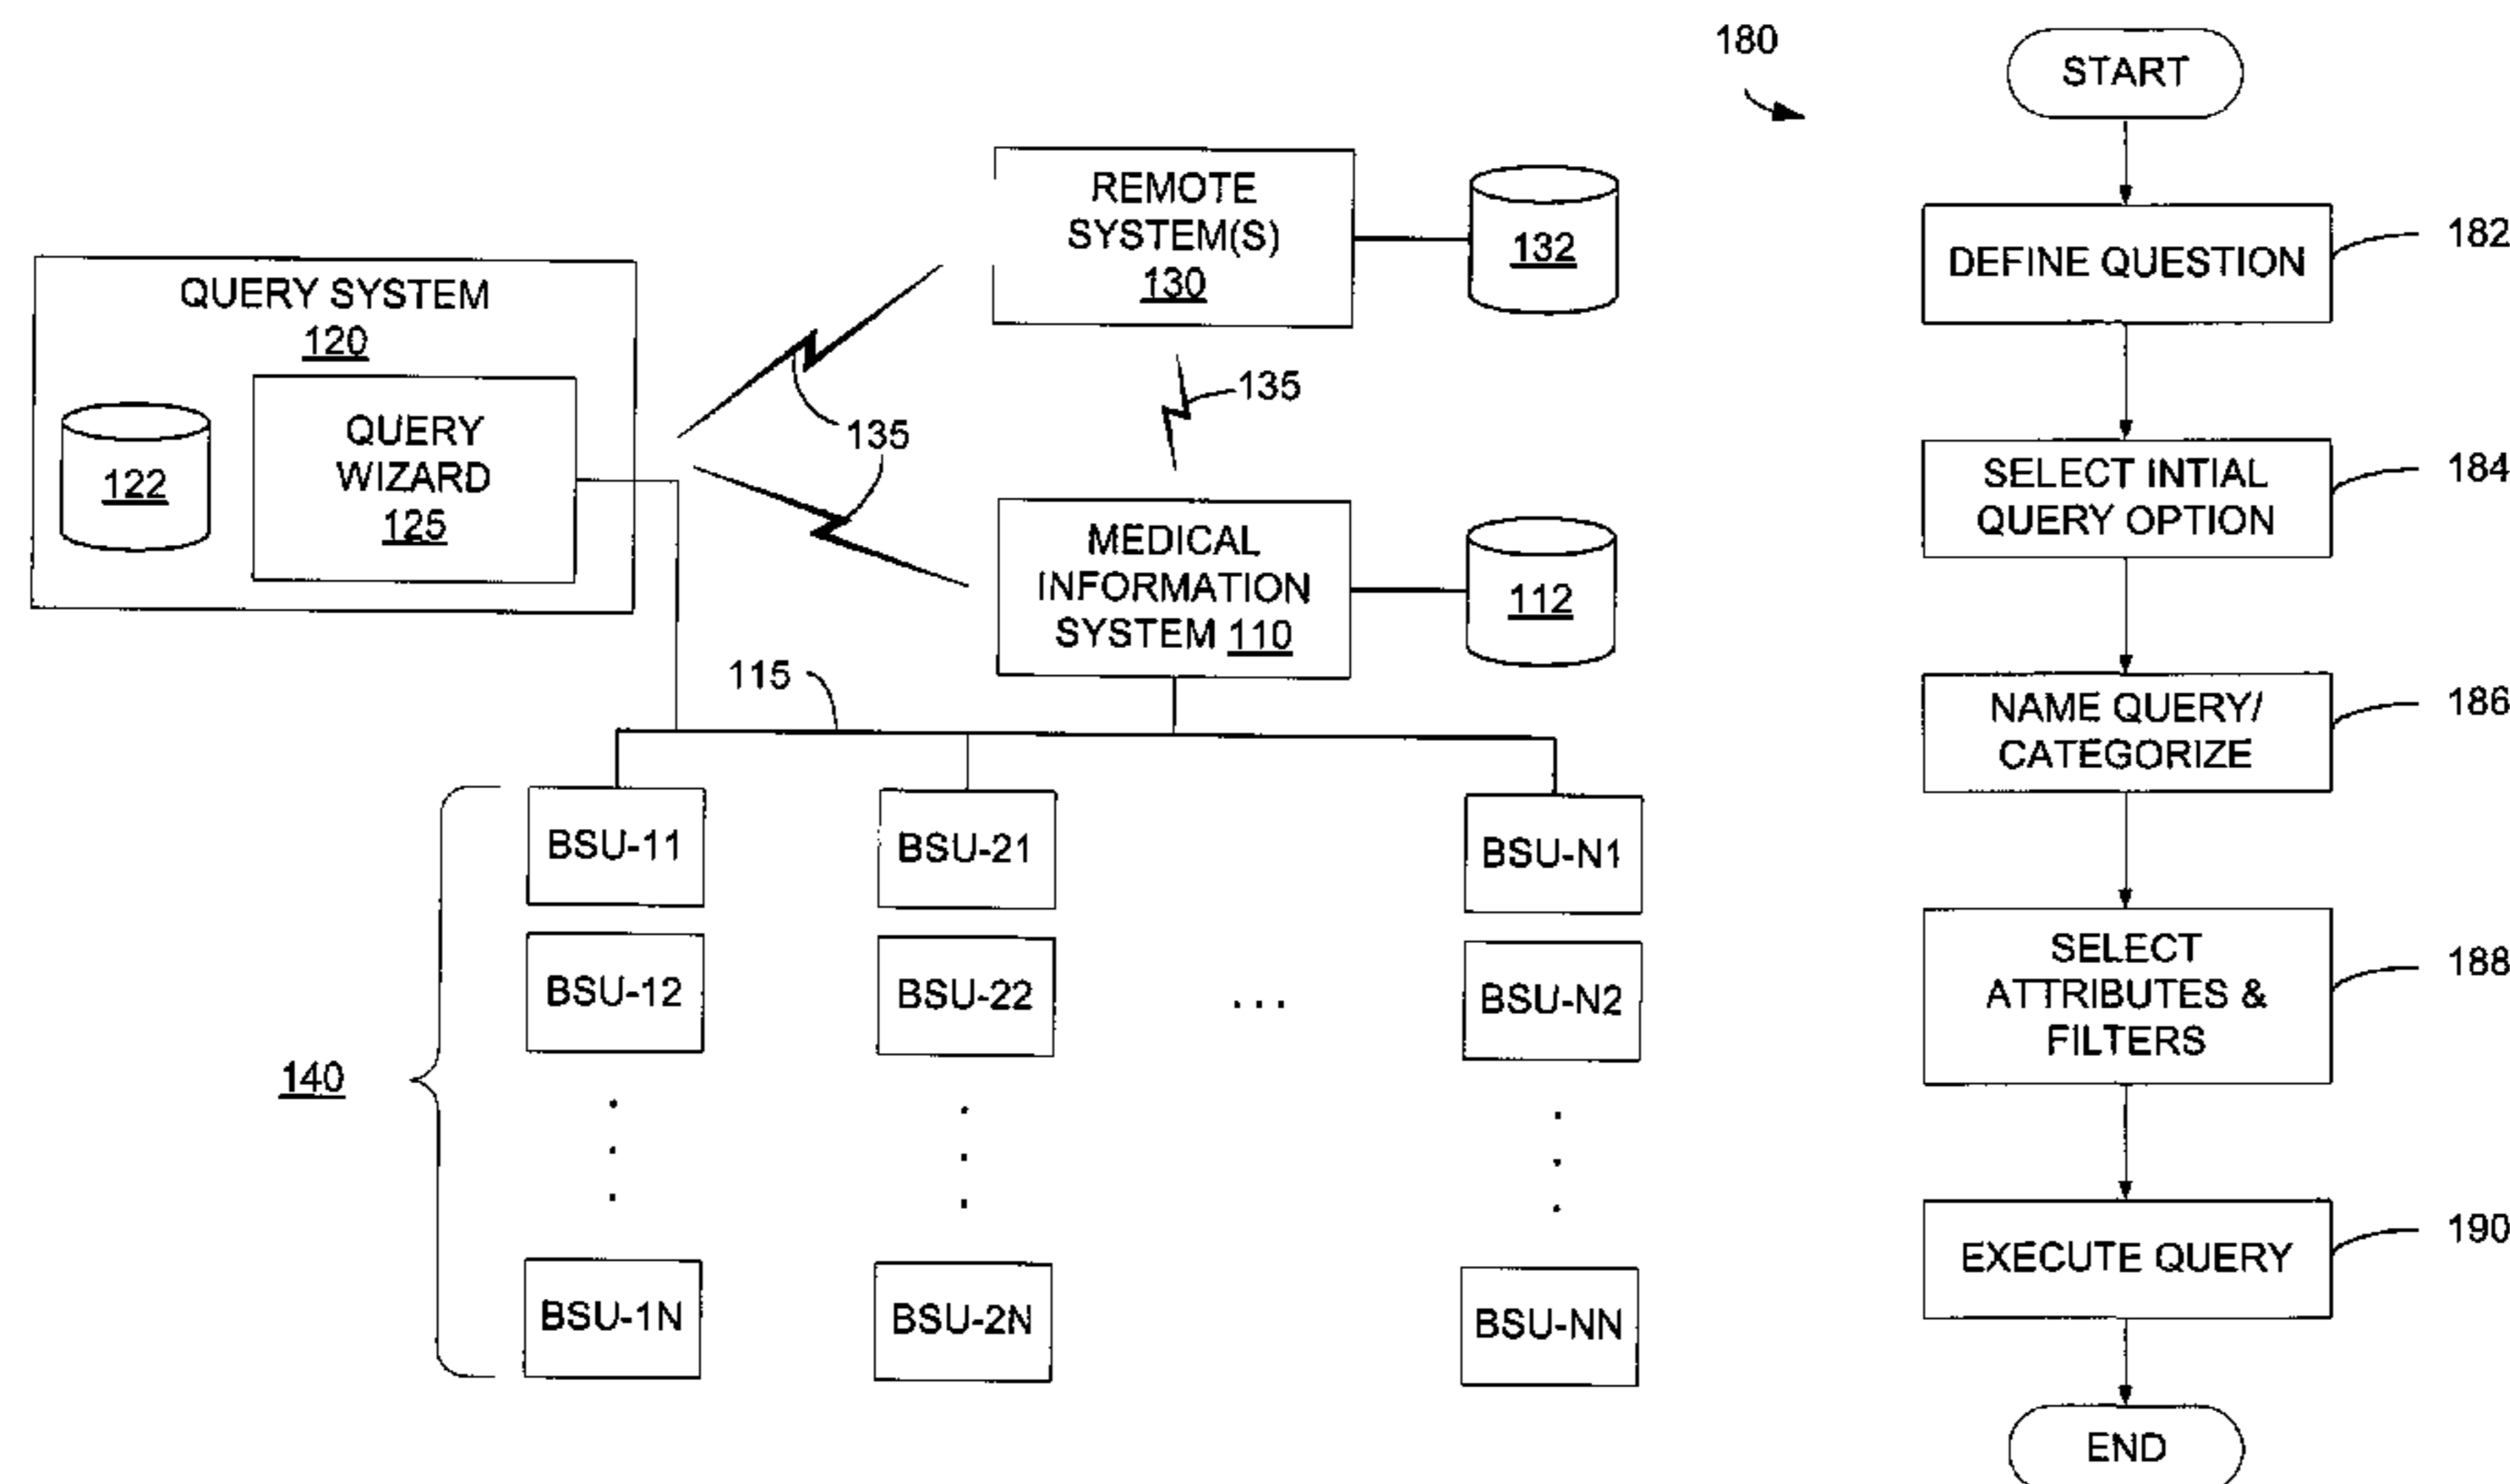 180
START
REMOTE
SYSTEM(S)
130
132
QUERY SYSTEM
120
122
QUERY
WIZARD
125
135
135
MEDICAL
INFORMATION
SYSTEM 110
112
115
BSU-11
BSU-21
BSU-N1
BSU-12
BSU-22
...
BSU-N2
140
BSU-1N
BSU-2N
BSU-NN
DEFINE QUESTION
182
SELECT INTIAL
QUERY OPTION
184
NAME QUERY/
CATEGORIZE
186
SELECT
ATTRIBUTES &
FILTERS
188
EXECUTE QUERY
190
END